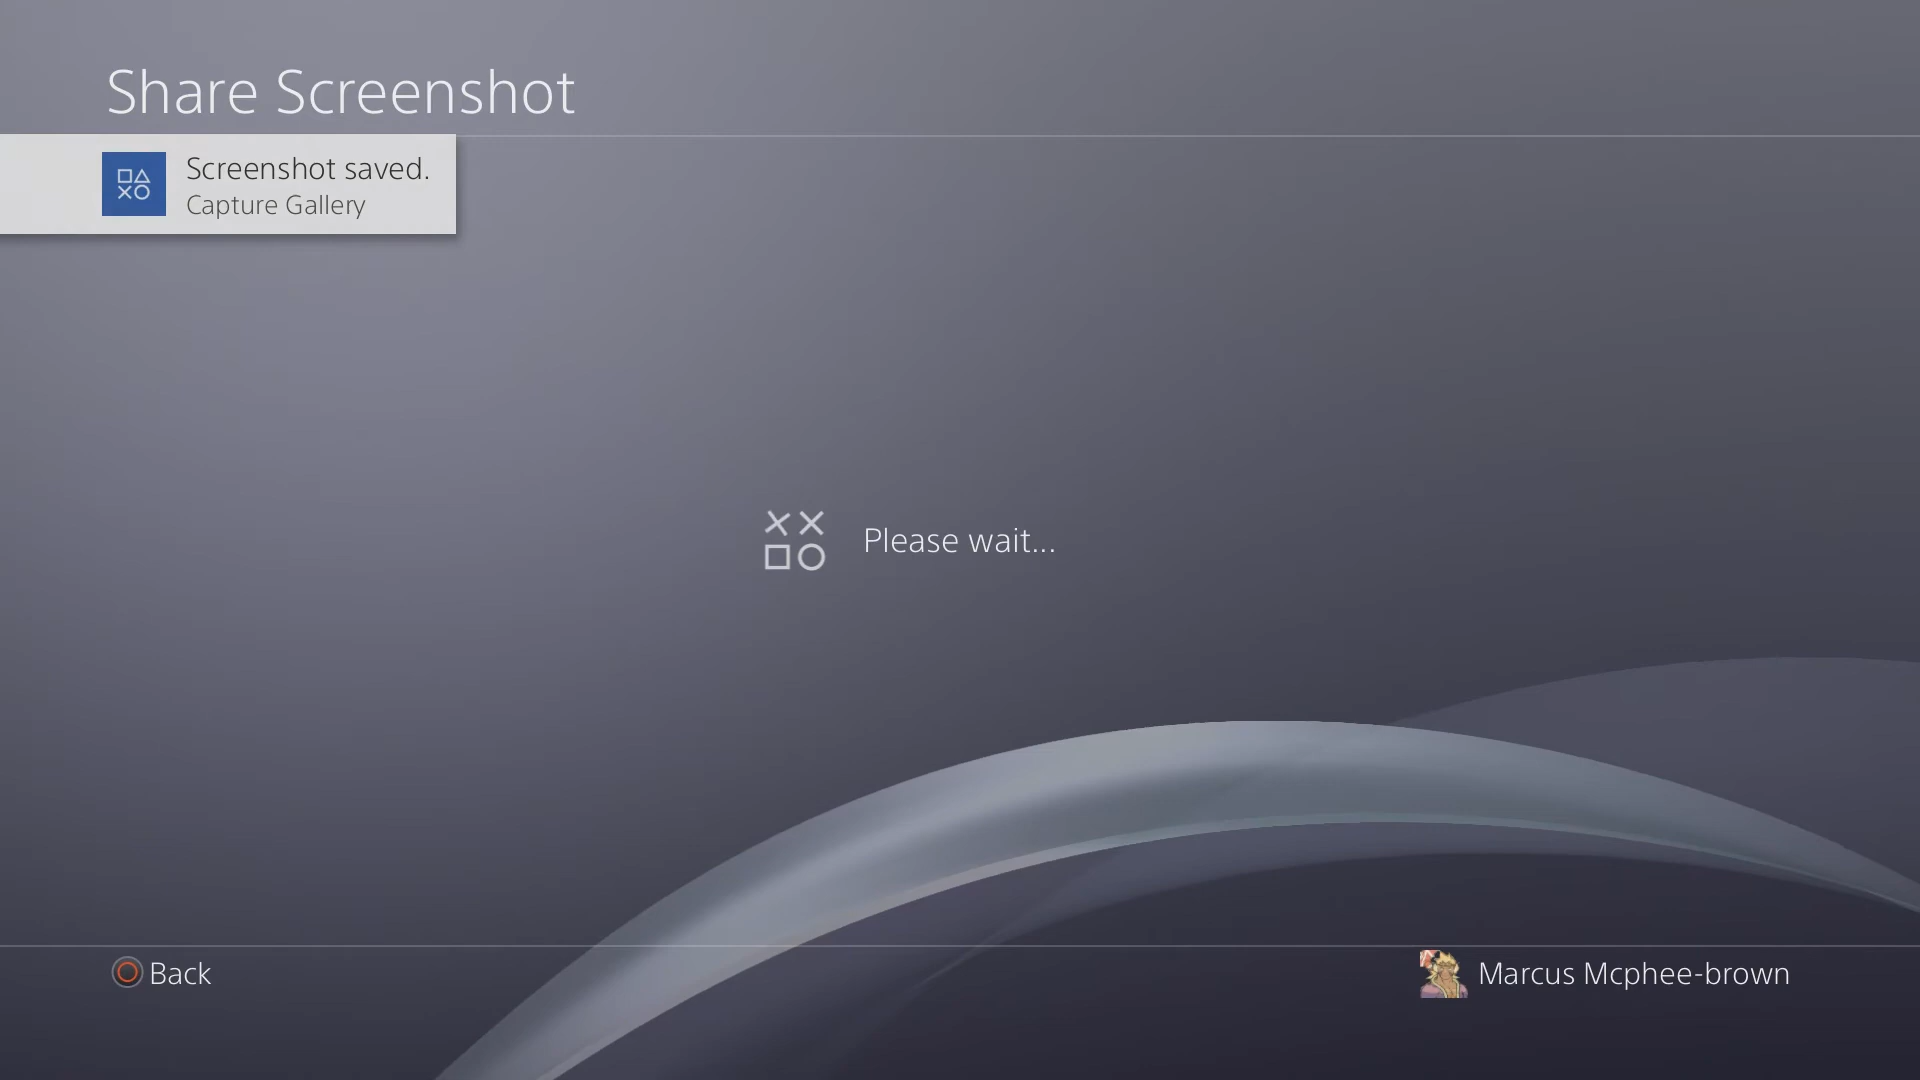 Share Screenshot
Screenshot saved.
Capture Gallery
Please wait...
Back
Marcus Mcphee-brown